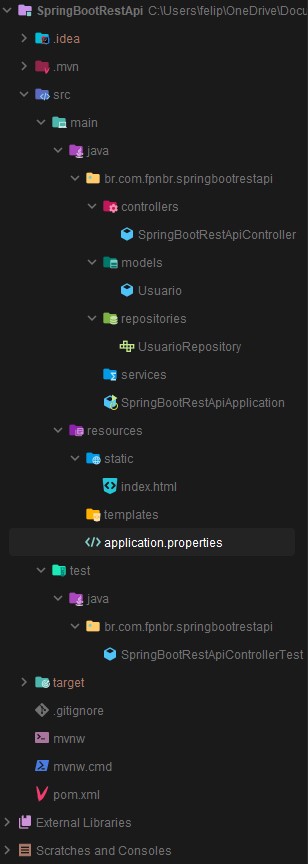 SpringBootRestApi C:\Users\felip\OneDrive\Docu
.idea
.mvn
src
main
java
br.com.fpnbr.springbootrestapi
controllers
SpringBootRestApiController
models
Usuario
repositories
UsuarioRepository
services
SpringBootRestApiApplication
resources
static
index.html
templates
application.properties
test
java
br.com.fpnbr.springbootrestapi
SpringBootRestApiControllerTest
target
.gitignore
mvnw
mvnw.cmd
pom.xml
External Libraries
Scratches and Consoles